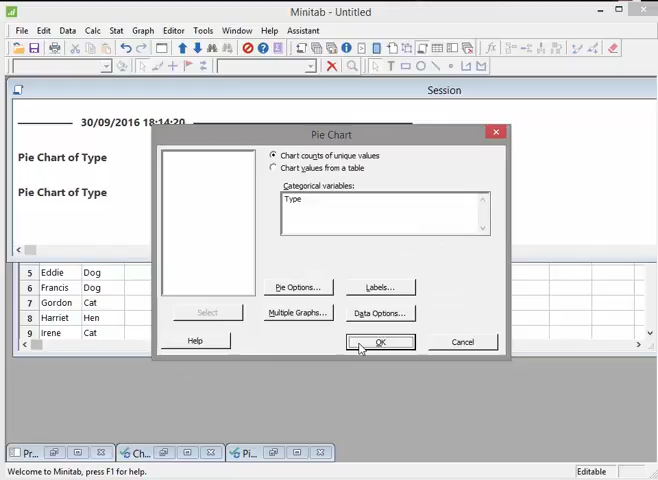 Minitab - Untitled
File Edit Data Calc Stat Graph Editor Tools Window Help Assistant
Session
30/09/2016 18:14:20
Pie Chart of Type
Pie Chart of Type
Pie Chart
Chart counts of unique values
Chart values from a table
Categorical variables:
Type
Pie Options...
Labels...
Select
Multiple Graphs...
Data Options...
Help
OK
Cancel
5 Eddie Dog
6 Francis Dog
7 Gordon Cat
8 Harriet Hen
9 Irene Cat
Pr...
Ch...
Pi...
Welcome to Minitab, press F1 for help.
Editable